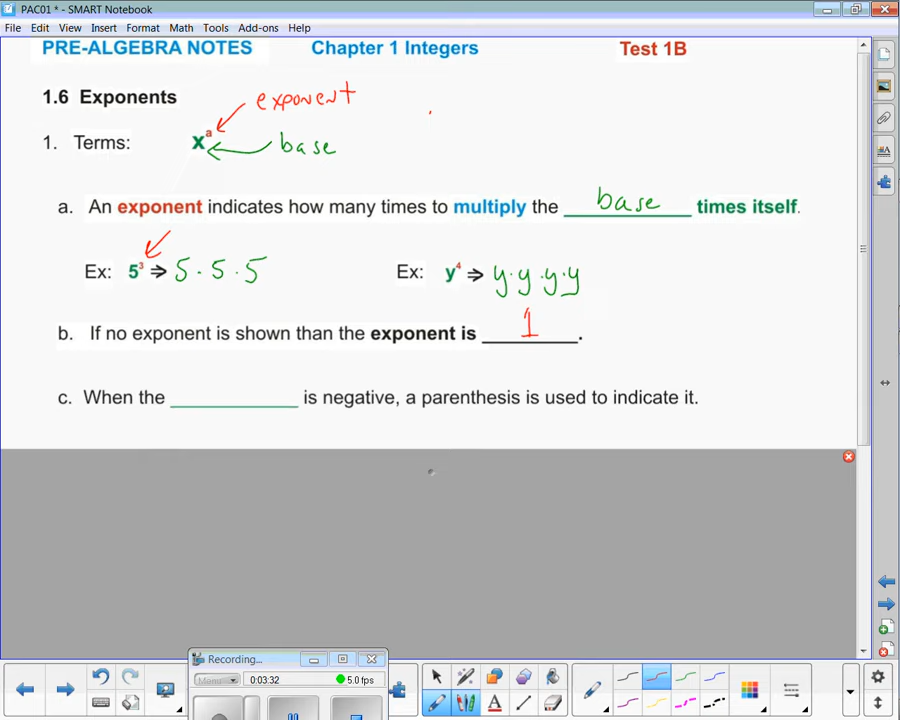 PAC01 * - SMART Notebook
File Edit View Insert Format Math Tools Add-ons Help
PRE-ALGEBRA NOTES Chapter 1 Integers Test 1B
1.6 Exponents
exponent
1. Terms: xᵃ base
a. An exponent indicates how many times to multiply the base times itself.
Ex: 5³ ⇒ 5 · 5 · 5 Ex: y⁴ ⇒ y · y · y · y
b. If no exponent is shown than the exponent is 1.
c. When the ____________ is negative, a parenthesis is used to indicate it.
Recording...
Menu 0:03:32 5.0 fps